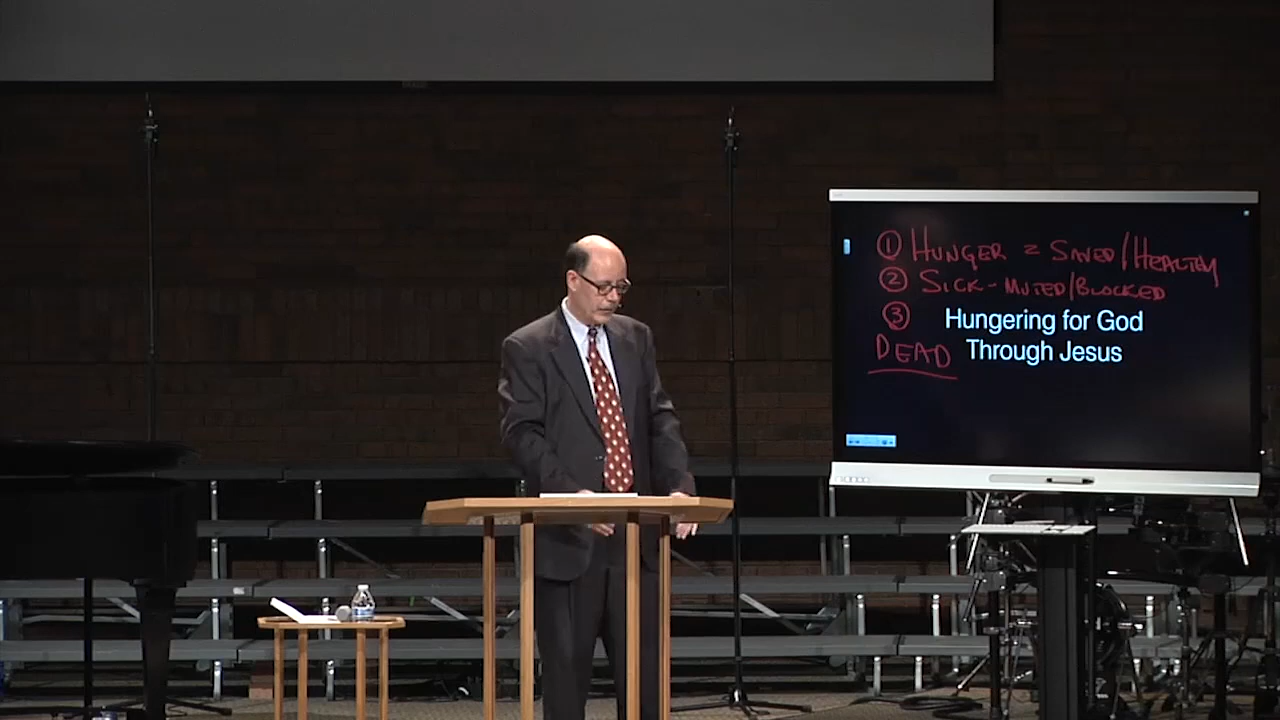 ① HUNGER = SAVED/HEALTHY
② SICK - MUTED/BLOCKED
③
Hungering for God
DEAD
Through Jesus